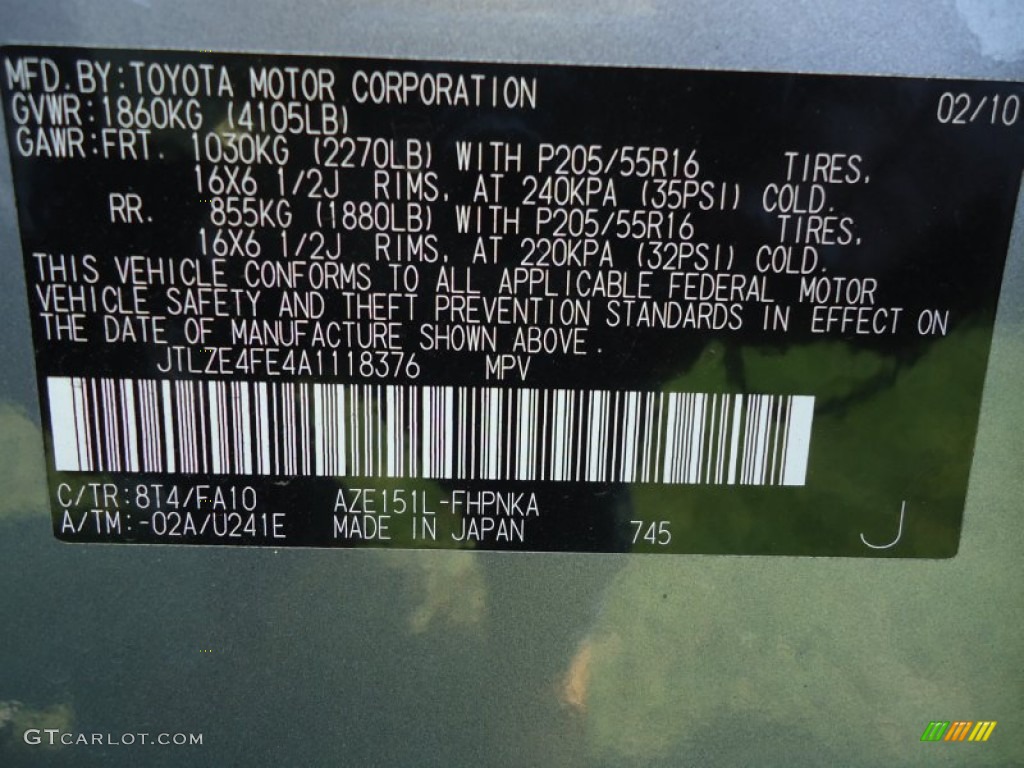 MFD. BY: TOYOTA MOTOR CORPORATION 02/10
GVWR: 1860KG (4105LB)
GAWR: FRT. 1030KG (2270LB) WITH P205/55R16 TIRES,
16X6 1/2J RIMS, AT 240KPA (35PSI) COLD.
RR. 855KG (1880LB) WITH P205/55R16 TIRES,
16X6 1/2J RIMS, AT 220KPA (32PSI) COLD.
THIS VEHICLE CONFORMS TO ALL APPLICABLE FEDERAL MOTOR
VEHICLE SAFETY AND THEFT PREVENTION STANDARDS IN EFFECT ON
THE DATE OF MANUFACTURE SHOWN ABOVE.
JTLZE4FE4A1118376 MPV
C/TR: 8T4/FA10 AZE151L-FHPNKA
A/TM: -02A/U241E MADE IN JAPAN 745 J
GTCARLOT.COM